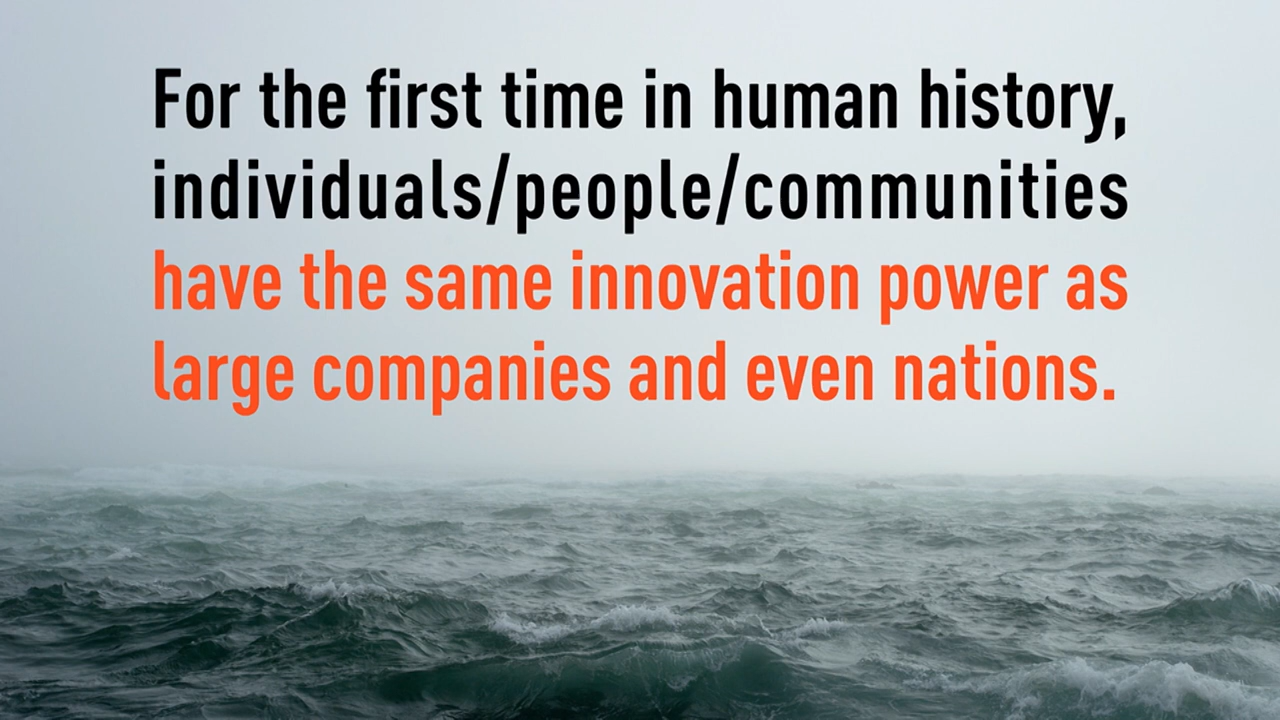 For the first time in human history,
individuals/people/communities
have the same innovation power as
large companies and even nations.